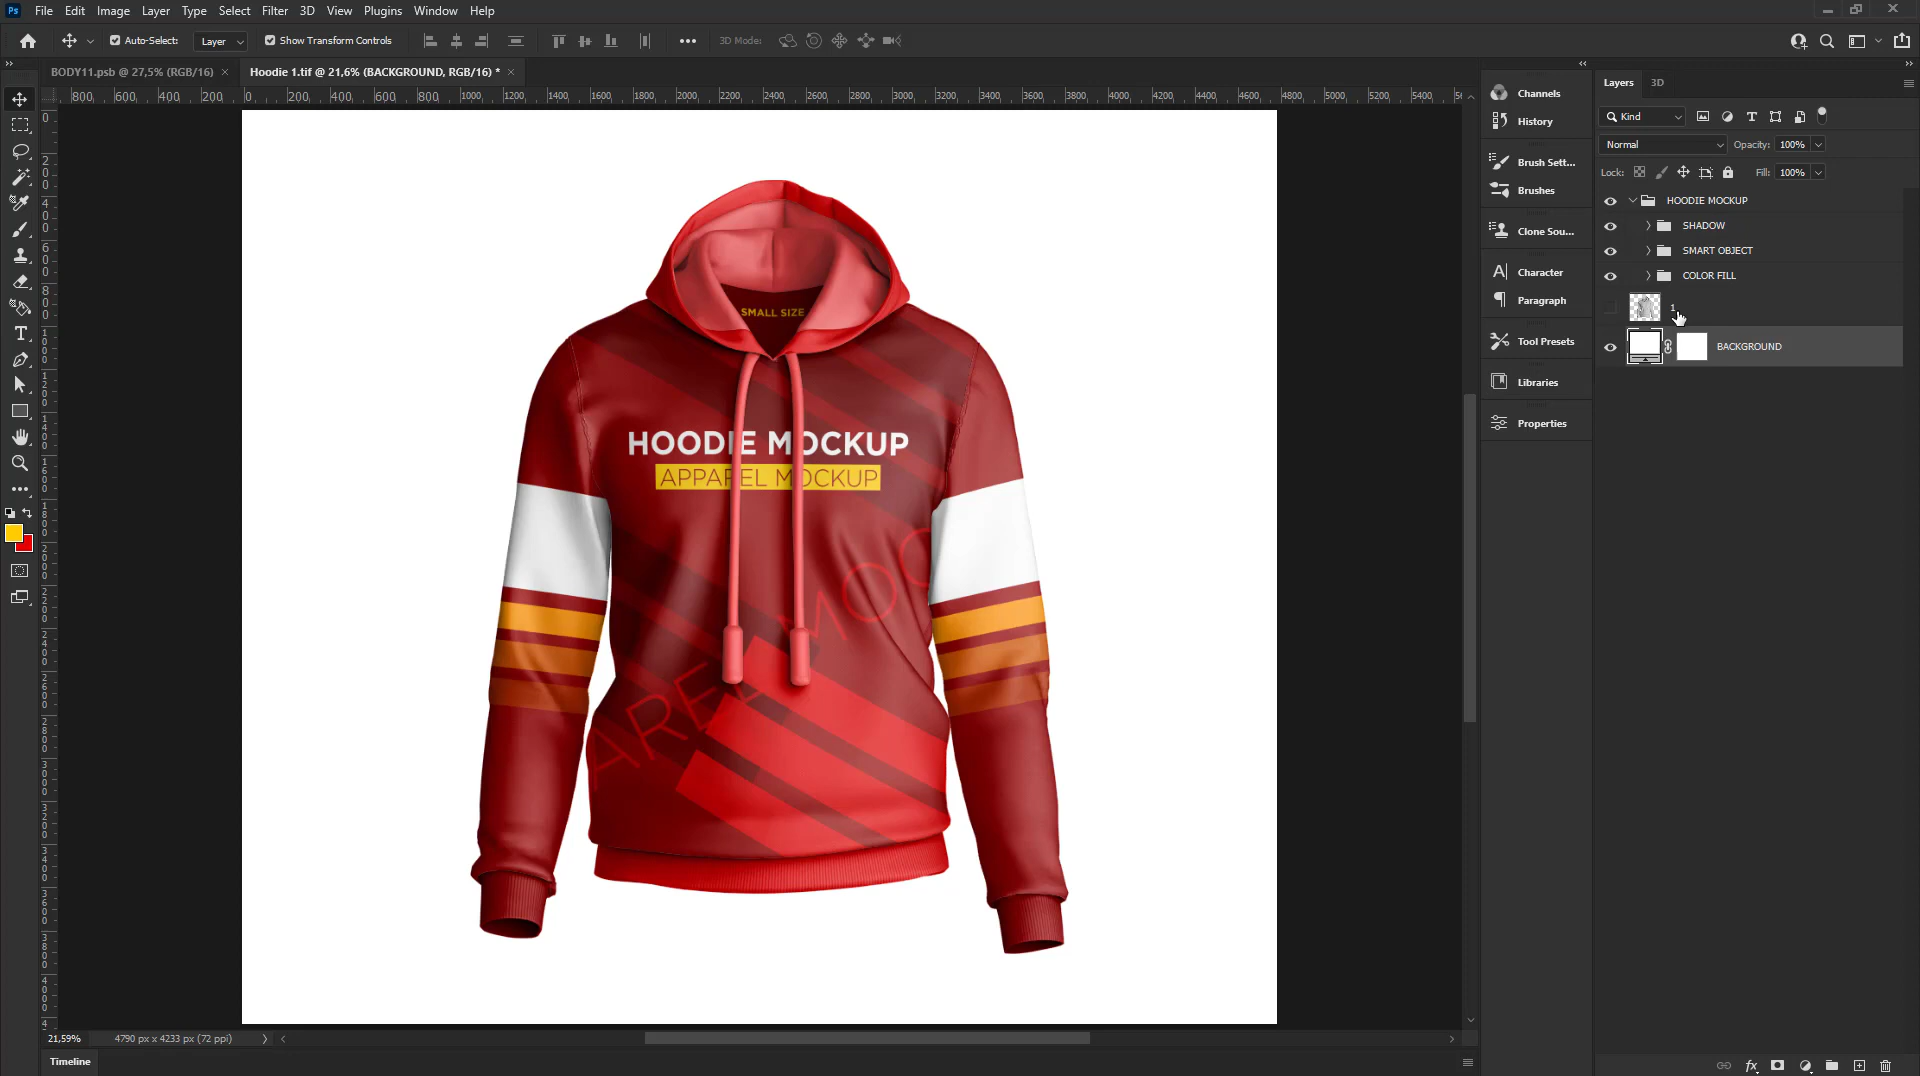 Ps File Edit Image Layer Type Select Filter 3D View Plugins Window Help
Auto-Select: Layer Show Transform Controls 3D Mode:
BODY11.psb @ 27,5% (RGB/16) × Hoodie 1.tif @ 21,6% (BACKGROUND, RGB/16) * ×
800 600 400 200 0 200 400 600 800 1000 1200 1400 1600 1800 2000 2200 2400 2600 2800 3000 3200 3400 3600 3800 4000 4200 4400 4600 4800 5000 5200 5400
SMALL SIZE
HOODIE MOCKUP
APPAREL MOCKUP
AREA MOC
Channels
History
Brush Sett...
Brushes
Clone Sou...
Character
Paragraph
Tool Presets
Libraries
Properties
Layers 3D
Kind
Normal Opacity: 100%
Lock: Fill: 100%
HOODIE MOCKUP
SHADOW
SMART OBJECT
COLOR FILL
1
BACKGROUND
21,59% 4790 px x 4233 px (72 ppi)
Timeline